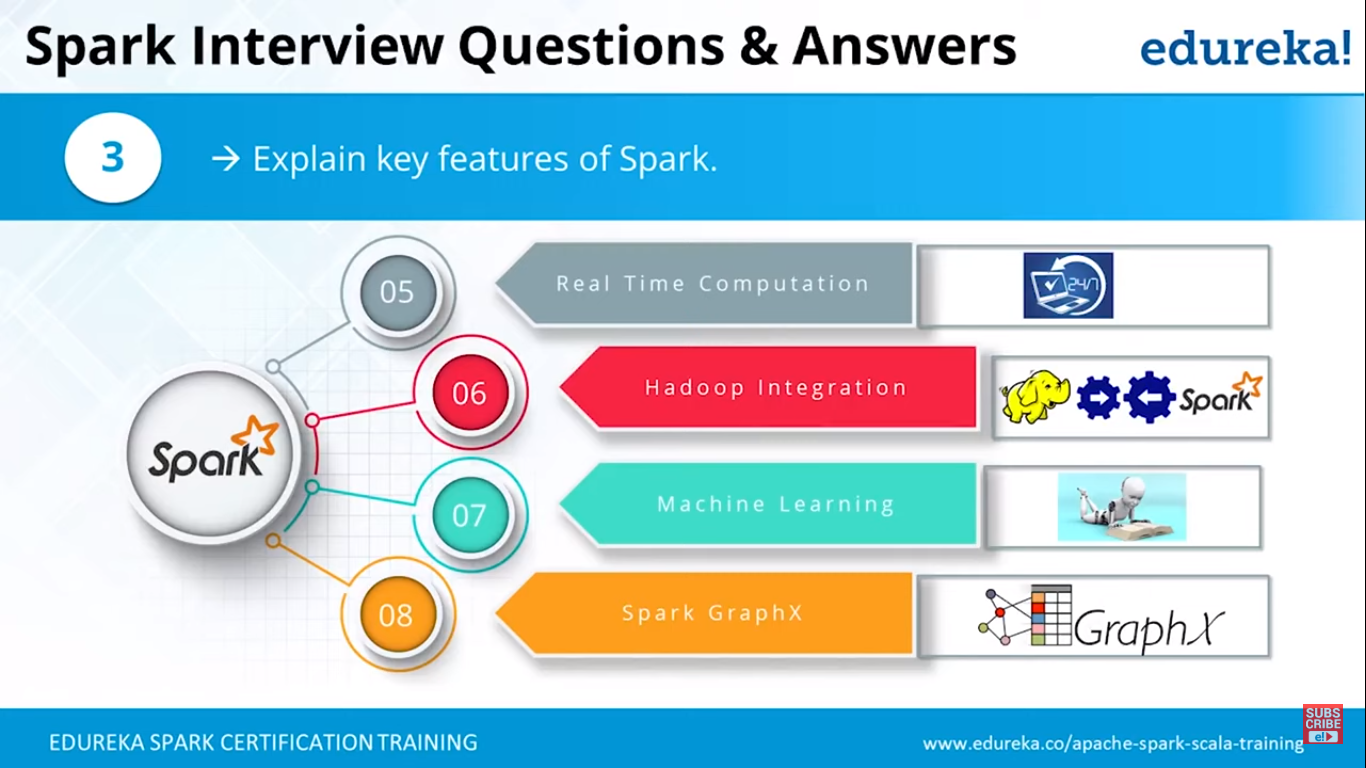 Spark Interview Questions & Answers
edureka!
3
→ Explain key features of Spark.
05
Real Time Computation
24/7
06
Hadoop Integration
Spark
Spark
07
Machine Learning
08
Spark GraphX
GraphX
SUBS
CRIBE
e!
EDUREKA SPARK CERTIFICATION TRAINING
www.edureka.co/apache-spark-scala-training